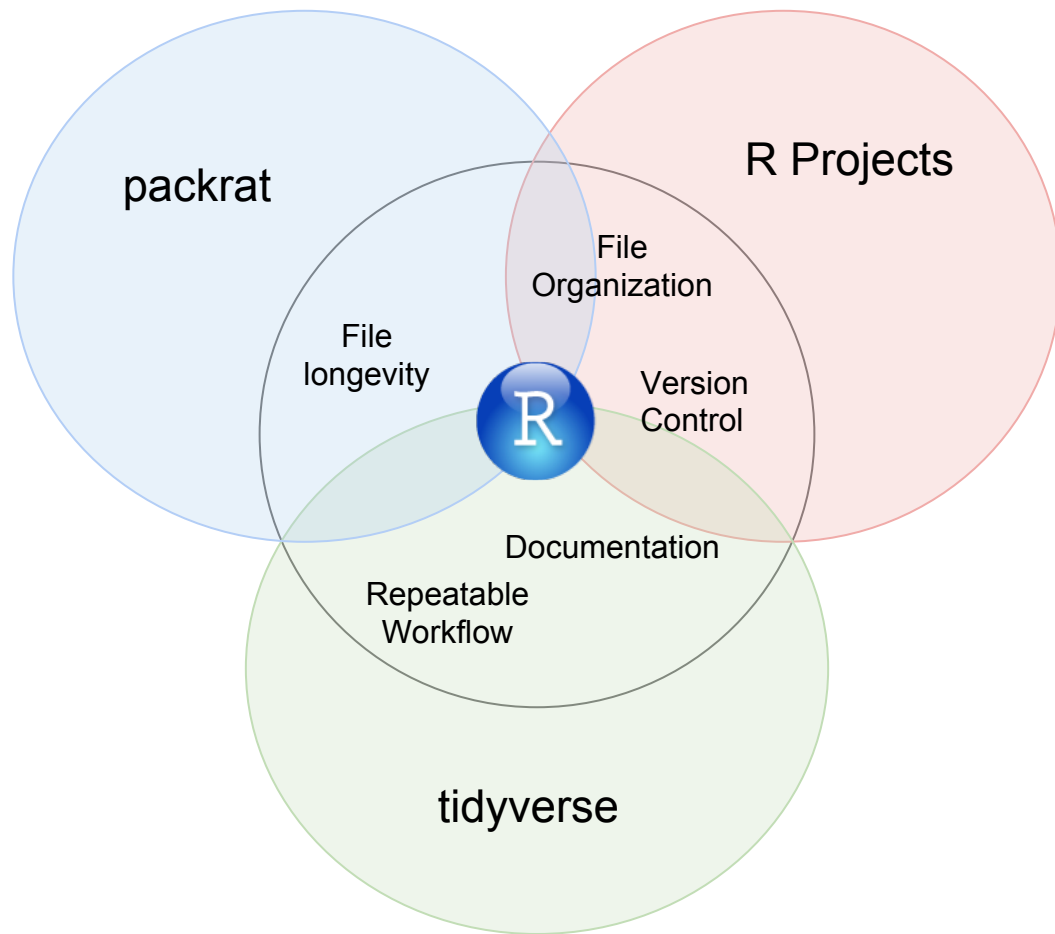 packrat
R Projects
File
Organization
File
longevity
Version
Control
R
Documentation
Repeatable
Workflow
tidyverse